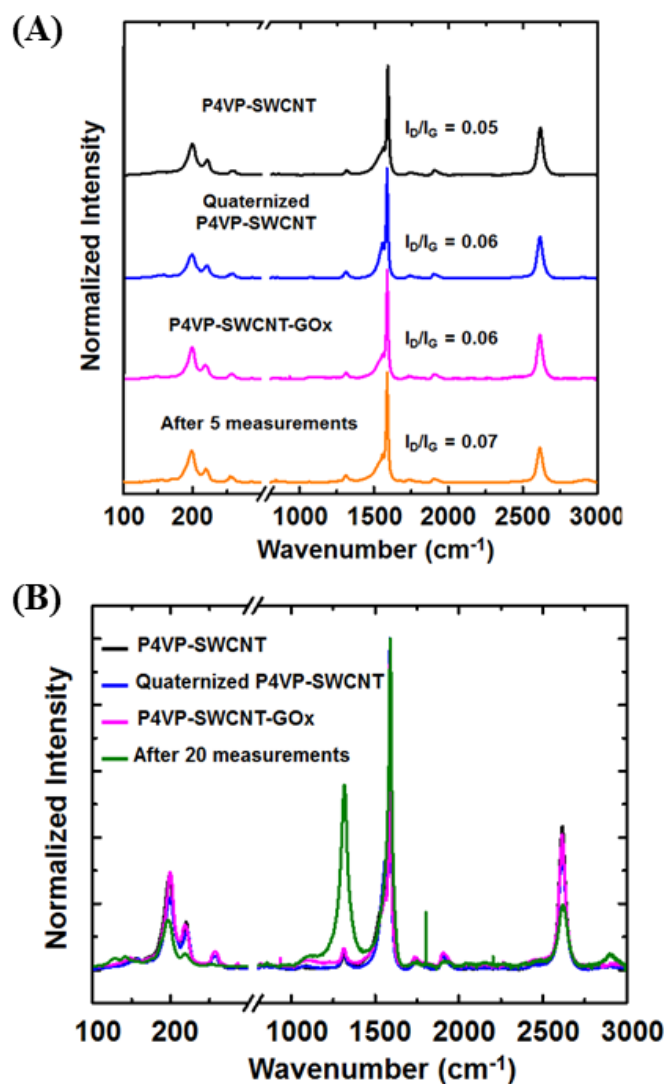 (A)
Normalized Intensity
P4VP-SWCNT
I_D/I_G = 0.05
Quaternized
P4VP-SWCNT
I_D/I_G = 0.06
P4VP-SWCNT-GOx
I_D/I_G = 0.06
After 5 measurements
I_D/I_G = 0.07
100 200 1000 1500 2000 2500 3000
Wavenumber (cm⁻¹)
(B)
Normalized Intensity
P4VP-SWCNT
Quaternized P4VP-SWCNT
P4VP-SWCNT-GOx
After 20 measurements
100 200 1000 1500 2000 2500 3000
Wavenumber (cm⁻¹)